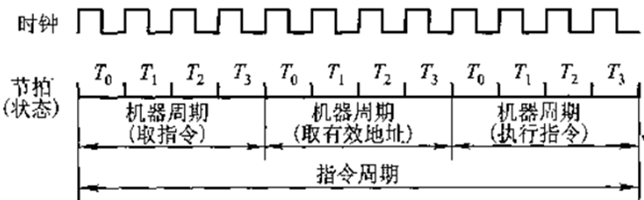 时钟
T₀ T₁ T₂ T₃ T₀ T₁ T₂ T₃ T₀ T₁ T₂ T₃
节拍
(状态)
机器周期 机器周期 机器周期
(取指令) (取有效地址) (执行指令)
指令周期